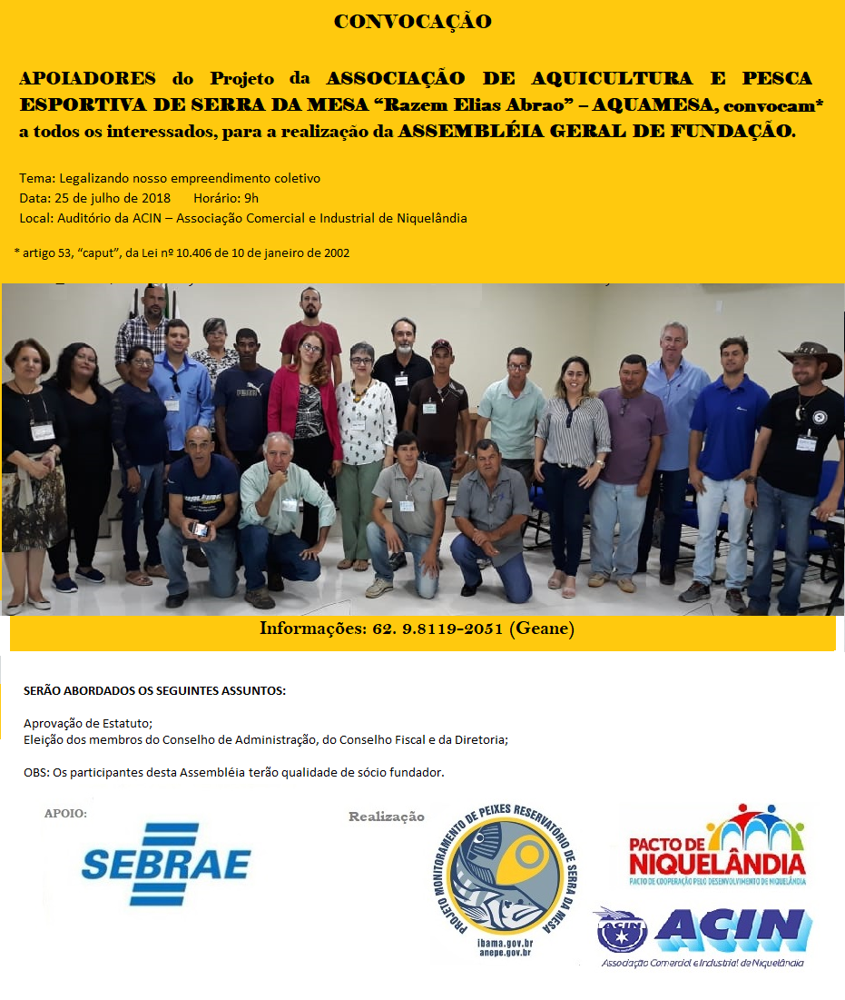 CONVOCAÇÃO
APOIADORES do Projeto da ASSOCIAÇÃO DE AQUICULTURA E PESCA
ESPORTIVA DE SERRA DA MESA “Razem Elias Abrao” – AQUAMESA, convocam*
a todos os interessados, para a realização da ASSEMBLÉIA GERAL DE FUNDAÇÃO.
Tema: Legalizando nosso empreendimento coletivo
Data: 25 de julho de 2018 Horário: 9h
Local: Auditório da ACIN – Associação Comercial e Industrial de Niquelândia
* artigo 53, “caput”, da Lei nº 10.406 de 10 de janeiro de 2002
Informações: 62. 9.8119-2051 (Geane)
SERÃO ABORDADOS OS SEGUINTES ASSUNTOS:
Aprovação de Estatuto;
Eleição dos membros do Conselho de Administração, do Conselho Fiscal e da Diretoria;
OBS: Os participantes desta Assembléia terão qualidade de sócio fundador.
APOIO:
SEBRAE
Realização
PROJETO MONITORAMENTO DE PEIXES RESERVATÓRIO DE SERRA DA MESA
ibama.gov.br
anepe.gov.br
PACTO DE
NIQUELÂNDIA
PACTO DE COOPERAÇÃO PELO DESENVOLVIMENTO DE NIQUELÂNDIA
ACIN
ACIN
Associação Comercial e Industrial de Niquelândia